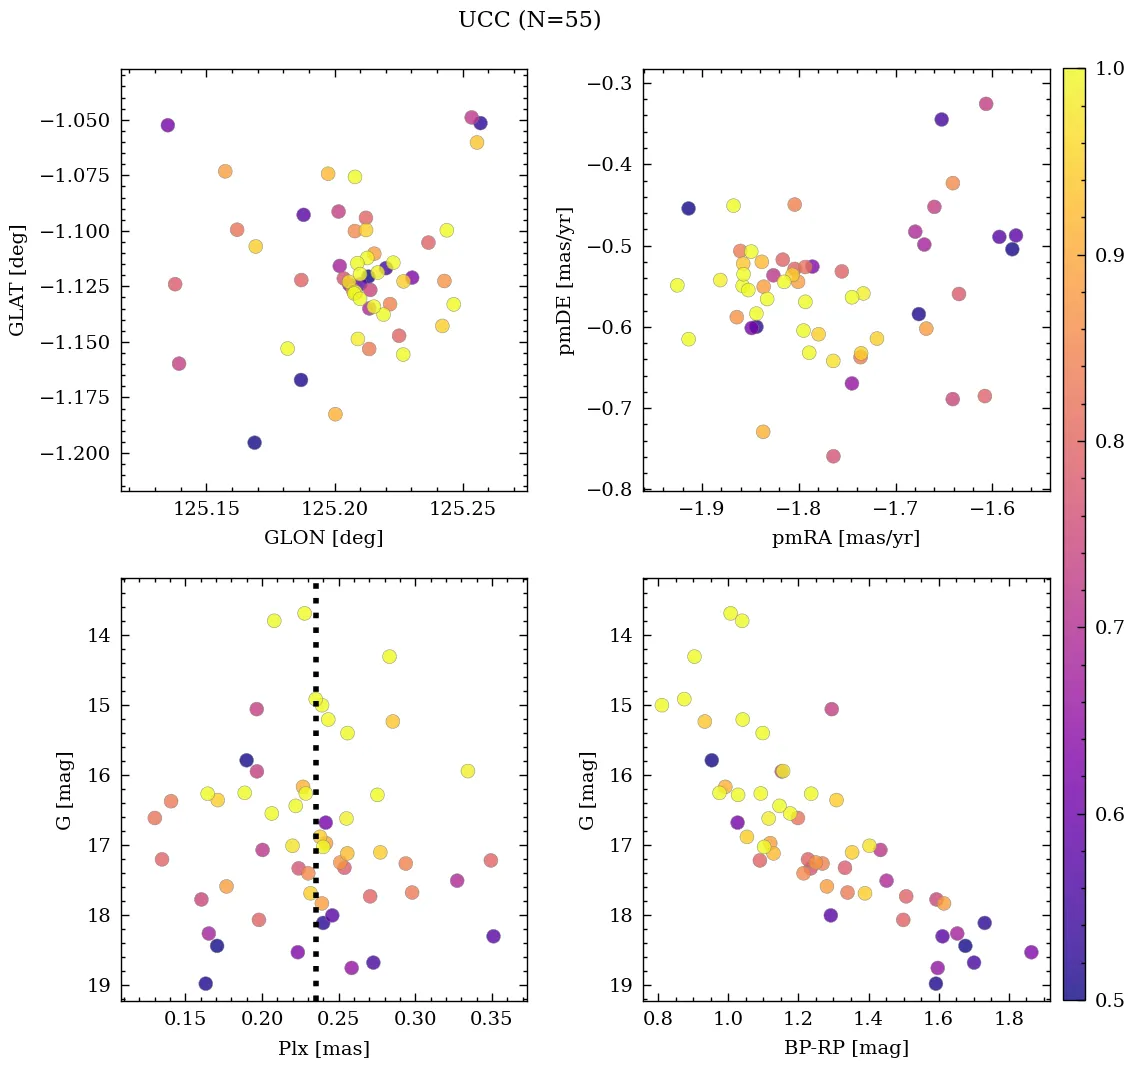 UCC (N=55)
−1.050
−1.075
−1.100
−1.125
−1.150
−1.175
−1.200
GLAT [deg]
125.15 125.20 125.25
GLON [deg]
−0.3
−0.4
−0.5
−0.6
−0.7
−0.8
pmDE [mas/yr]
−1.9 −1.8 −1.7 −1.6
pmRA [mas/yr]
14
15
16
17
18
19
G [mag]
0.15 0.20 0.25 0.30 0.35
Plx [mas]
14
15
16
17
18
19
G [mag]
0.8 1.0 1.2 1.4 1.6 1.8
BP-RP [mag]
1.0
0.9
0.8
0.7
0.6
0.5